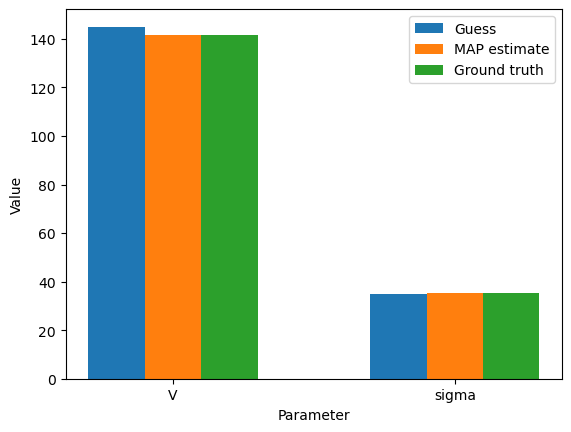 140
120
100
80
60
40
20
0
Value
Guess
MAP estimate
Ground truth
V
sigma
Parameter